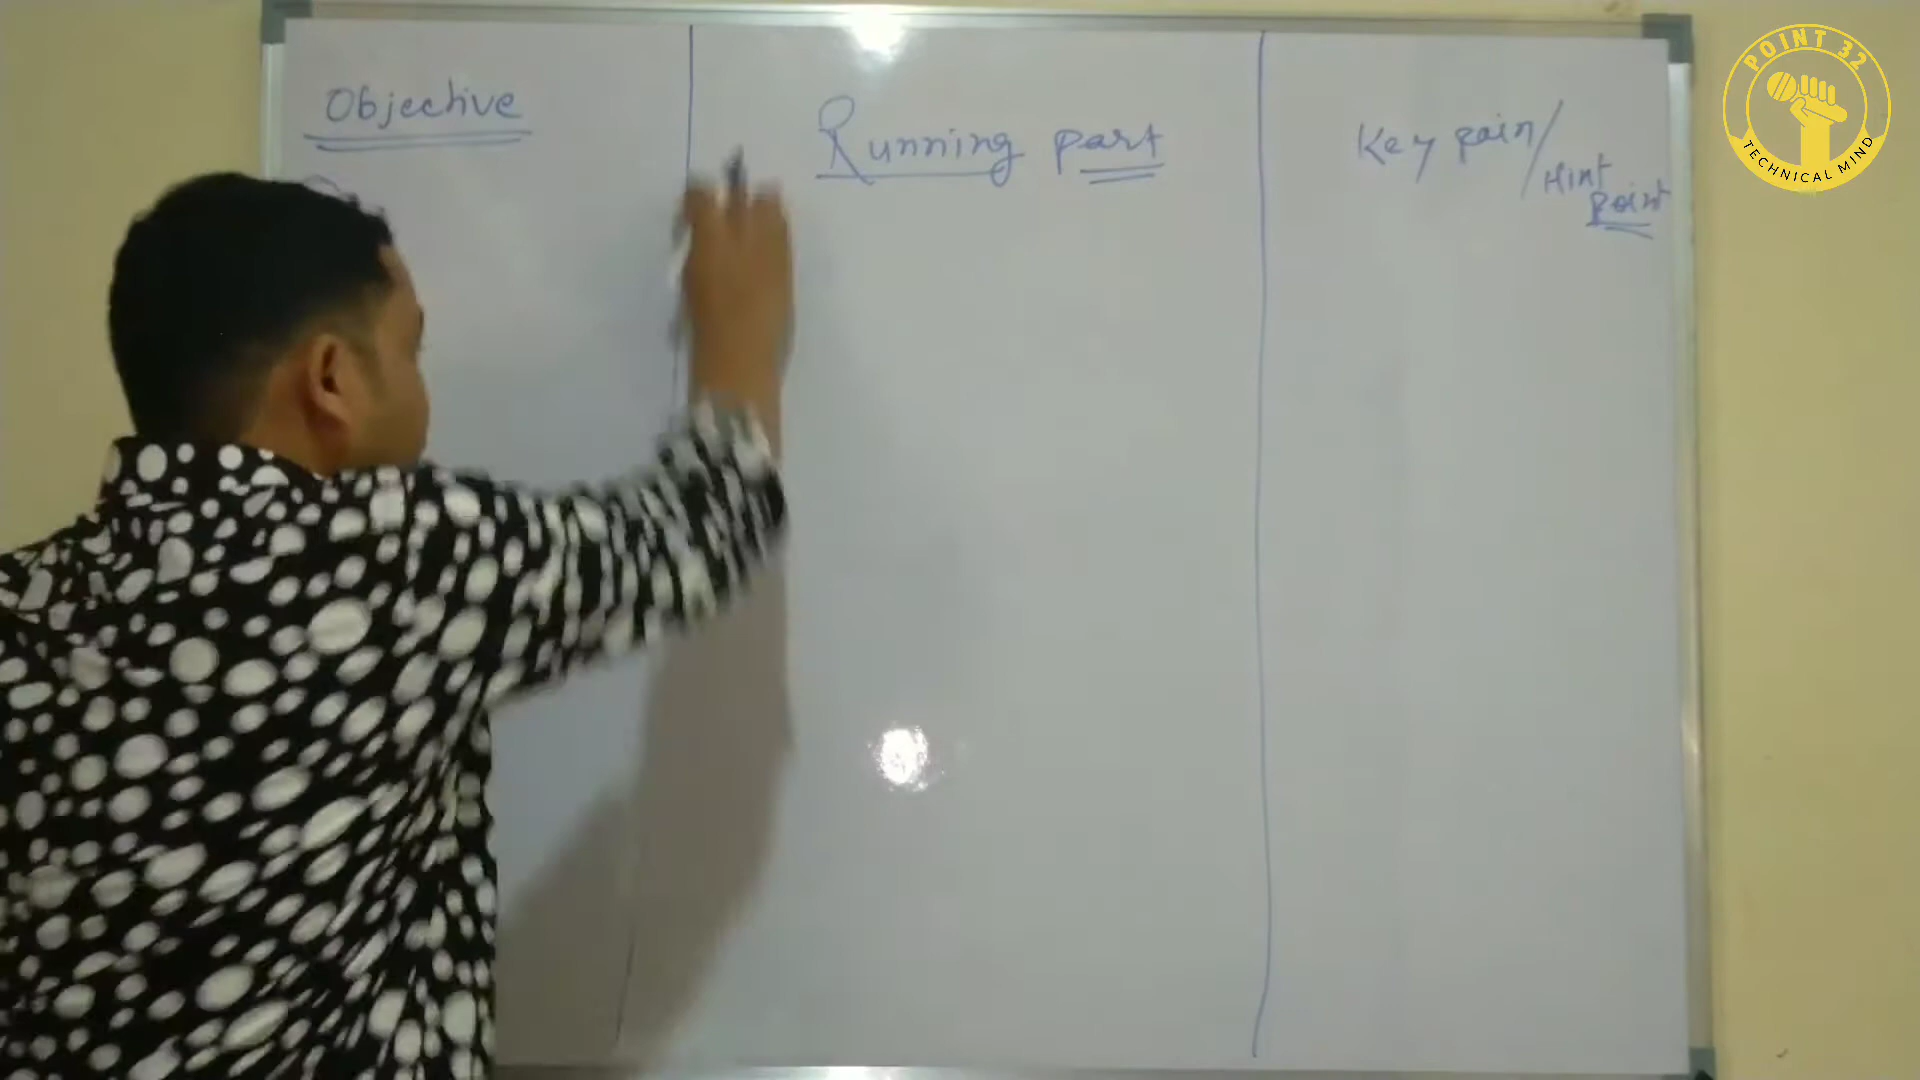 Objective
Running part
Key pain/
Hint
point
POINT 32
TECHNICAL MIND